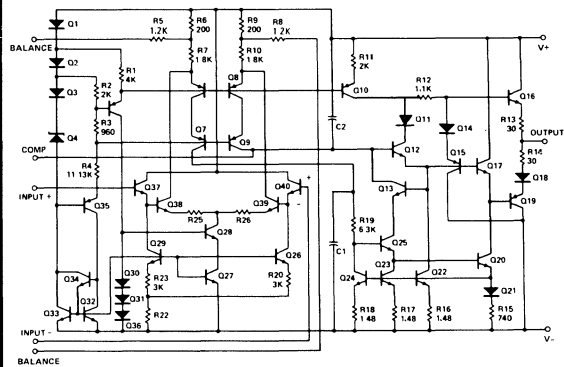 Q1
R5
1.2K
R6
200
R9
200
R8
1.2K
BALANCE
V+
R7
1 8K
R10
1 8K
R11
2K
Q2
R1
4K
Q3
R2
2K
Q8
Q10
R12
1.1K
Q16
R3
960
C2
Q11
Q14
R13
30
OUTPUT
Q4
Q7
Q9
Q12
Q15
Q17
R14
30
COMP
R4
11 13K
Q18
INPUT +
Q37
Q40
+
Q13
Q19
Q35
Q38
Q39
-
R25
R26
R19
6 3K
Q28
Q25
Q29
Q26
C1
Q34
Q30
R23
3K
Q27
R20
3K
Q24
Q23
Q22
Q20
Q31
Q21
Q33
Q32
Q36
R22
R18
1 48
R17
1.48
R16
1.48
R15
740
INPUT -
V-
BALANCE